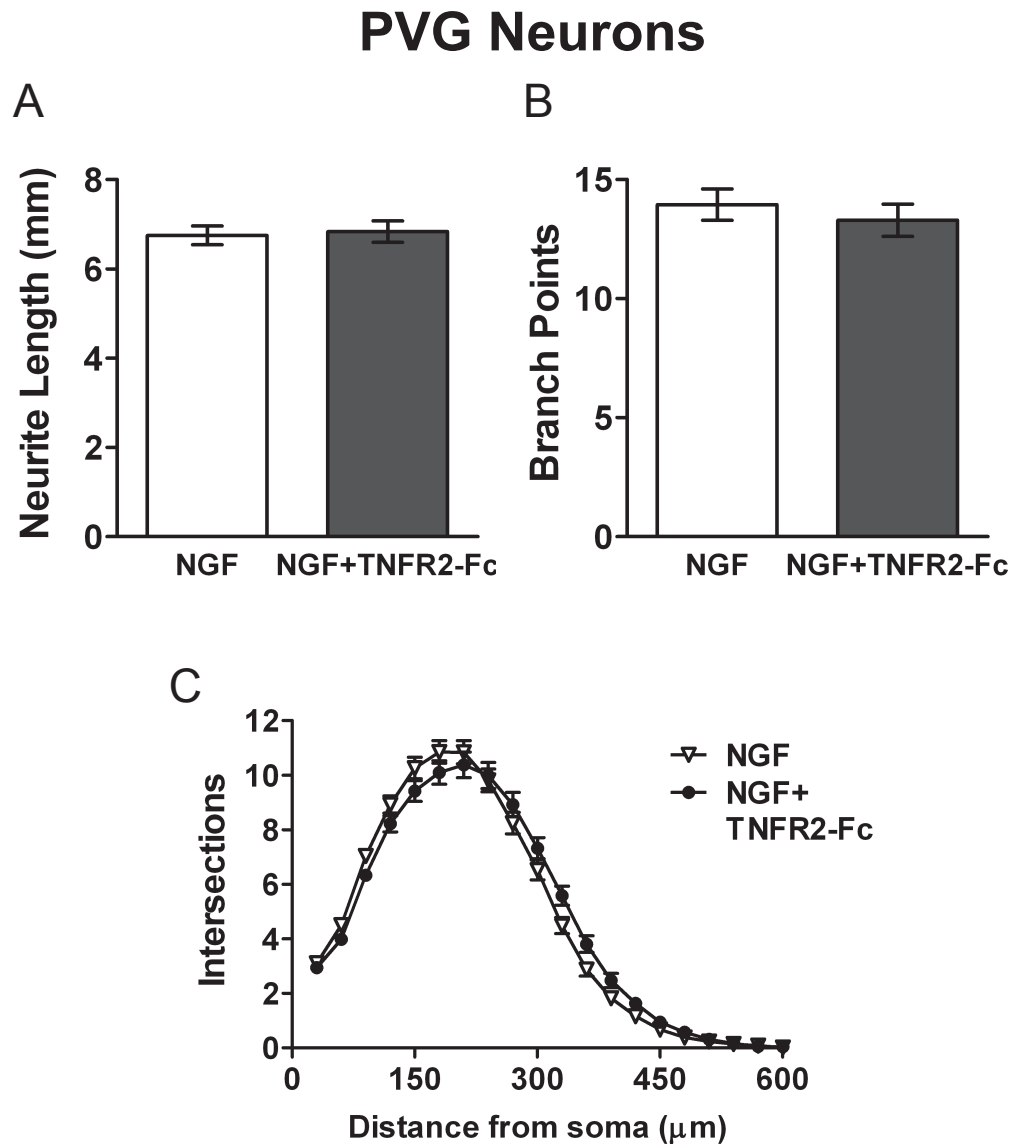 PVG Neurons
A
Neurite Length (mm)
8
6
4
2
0
NGF
NGF+TNFR2-Fc
B
Branch Points
15
10
5
0
NGF
NGF+TNFR2-Fc
C
Intersections
12
10
8
6
4
2
0
0
150
300
450
600
Distance from soma (μm)
NGF
NGF+
TNFR2-Fc